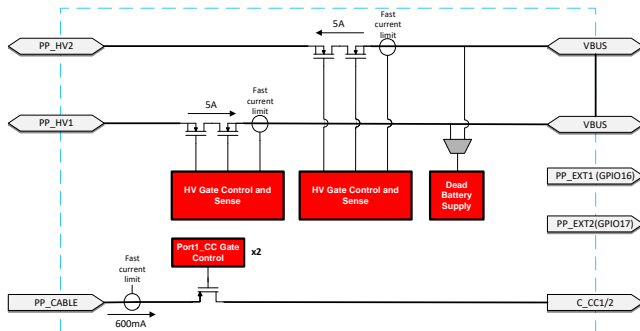 5A
Fast
current
limit
PP_HV2
VBUS
5A
Fast
current
limit
PP_HV1
VBUS
HV Gate Control and
Sense
HV Gate Control and
Sense
Dead
Battery
Supply
PP_EXT1 (GPIO16)
PP_EXT2(GPIO17)
Port1_CC Gate
Control
x2
Fast
current
limit
PP_CABLE
600mA
C_CC1/2